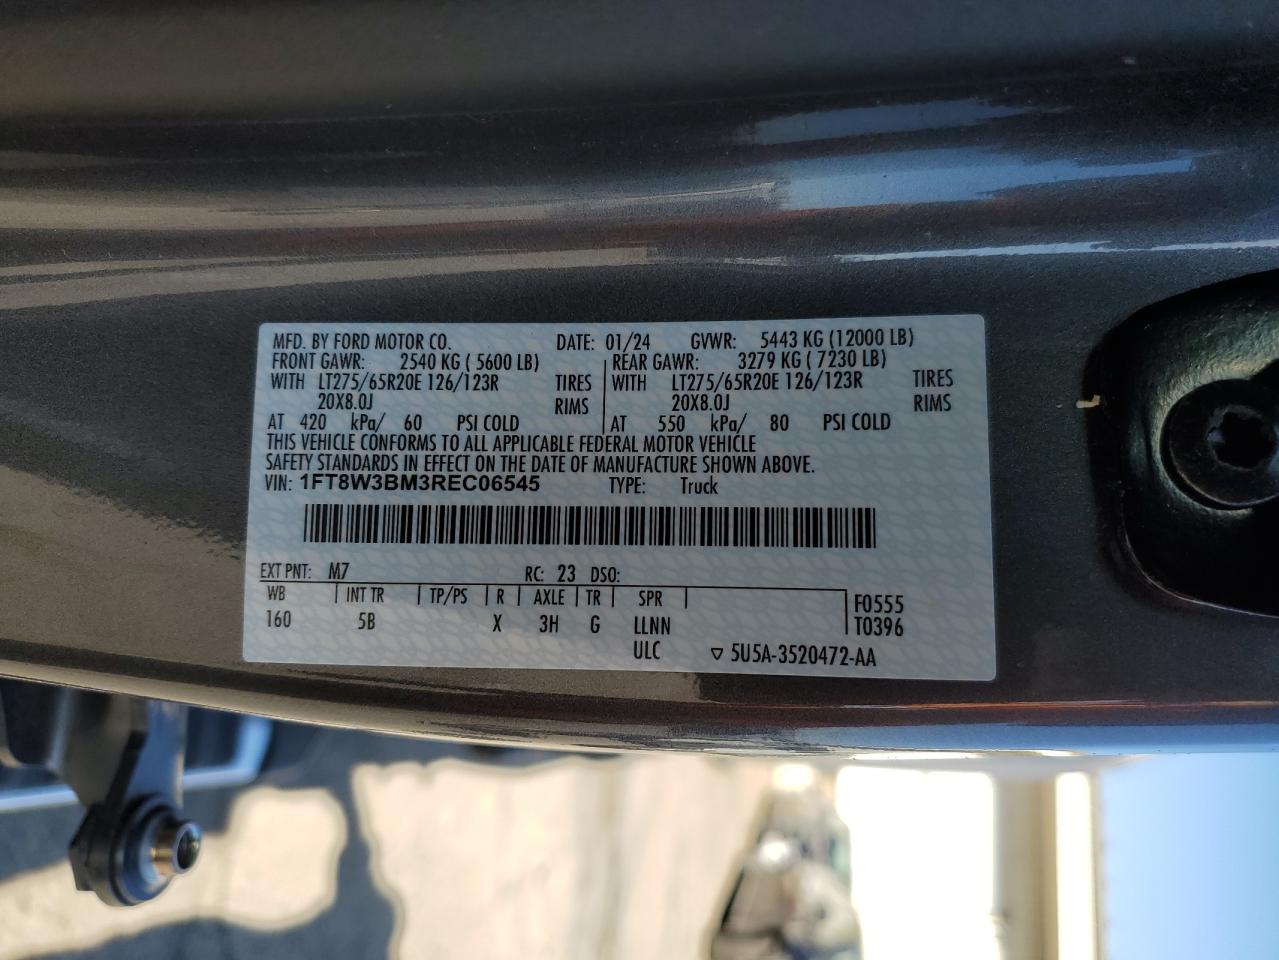 MFD. BY FORD MOTOR CO. DATE: 01/24 GVWR: 5443 KG (12000 LB)
FRONT GAWR: 2540 KG ( 5600 LB) REAR GAWR: 3279 KG ( 7230 LB)
WITH LT275/65R20E 126/123R TIRES WITH LT275/65R20E 126/123R TIRES
20X8.0J RIMS 20X8.0J RIMS
AT 420 kPa/ 60 PSI COLD AT 550 kPa/ 80 PSI COLD
THIS VEHICLE CONFORMS TO ALL APPLICABLE FEDERAL MOTOR VEHICLE
SAFETY STANDARDS IN EFFECT ON THE DATE OF MANUFACTURE SHOWN ABOVE.
VIN: 1FT8W3BM3REC06545 TYPE: Truck
EXT PNT: M7 RC: 23 DSO:
WB INT TR TP/PS R AXLE TR SPR F0555
160 5B X 3H G LLNN T0396
ULC ▽ 5U5A-3520472-AA